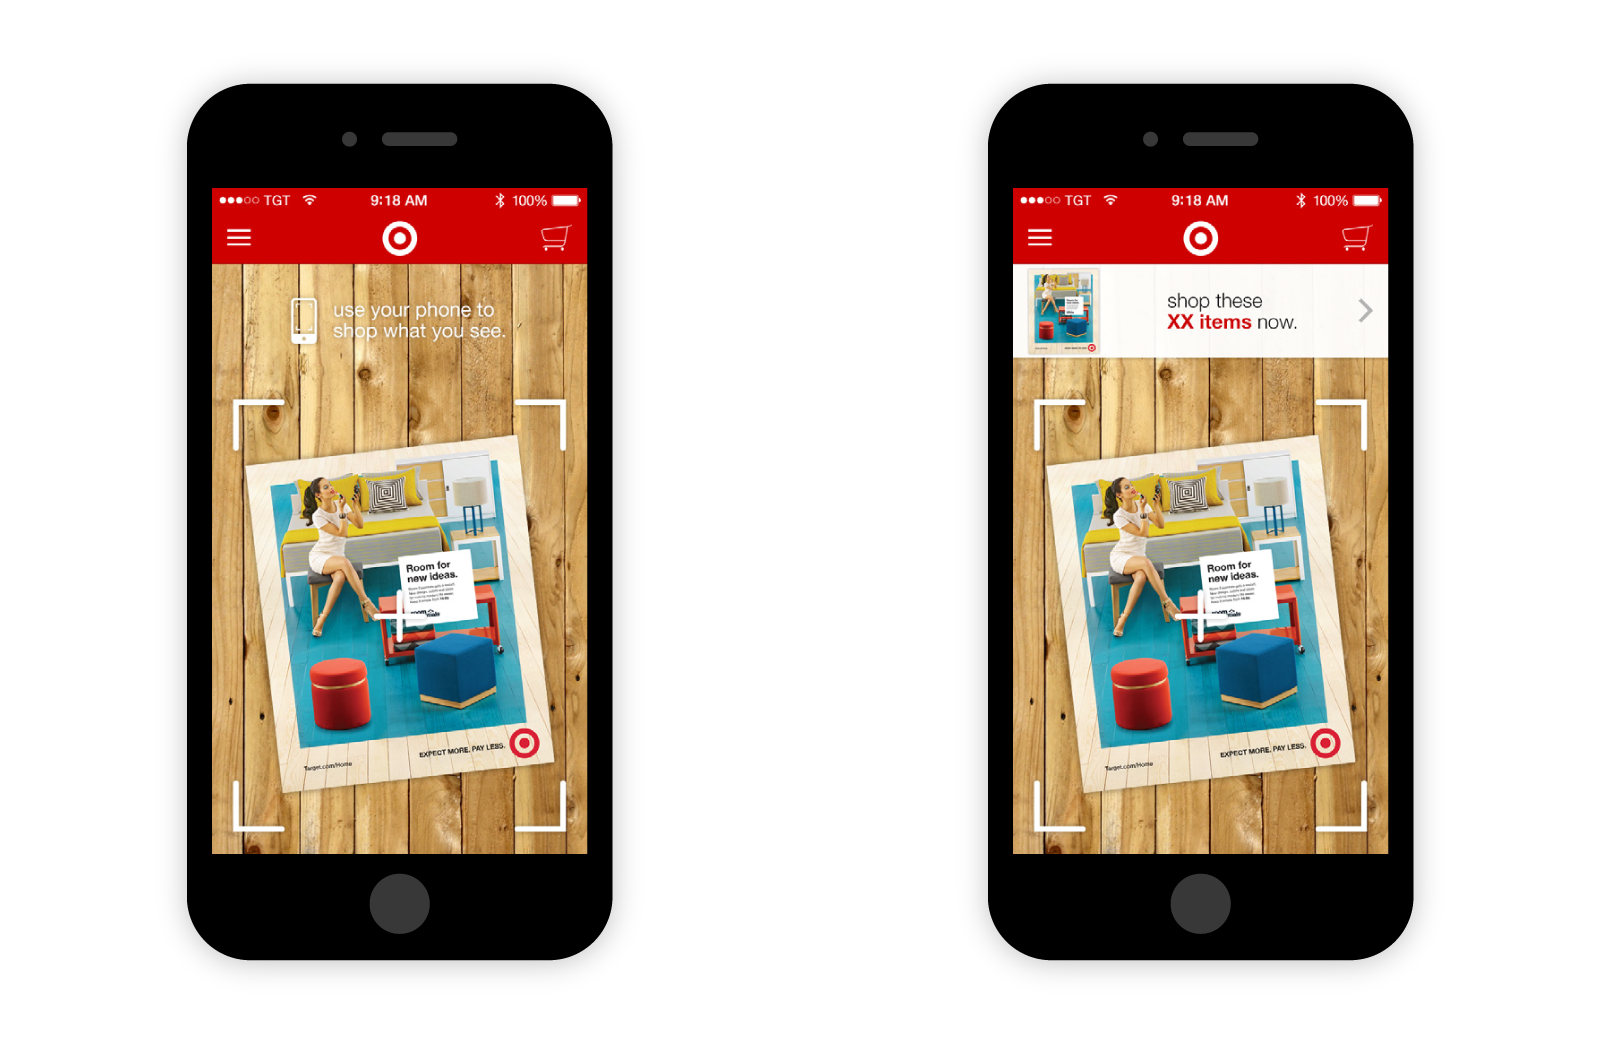 TGT
9:18 AM
100%
use your phone to
shop what you see.
Room for
new ideas.
room
EXPECT MORE. PAY LESS.
Target.com/Home
TGT
9:18 AM
100%
shop these
XX items now.
Room for
new ideas.
room
EXPECT MORE. PAY LESS.
Target.com/Home